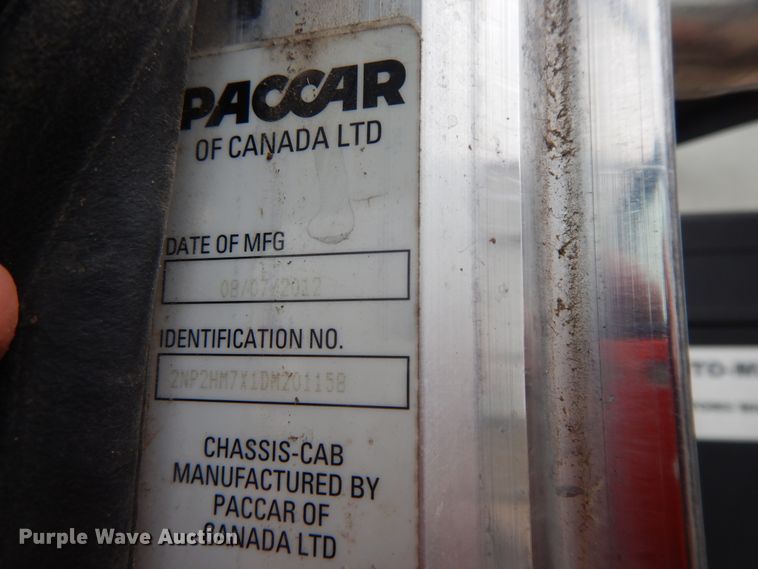 PACCAR
OF CANADA LTD
DATE OF MFG
08/07/2012
IDENTIFICATION NO.
2NP2HM7X1DM201158
CHASSIS-CAB
MANUFACTURED BY
PACCAR OF
CANADA LTD
TO-M
Purple Wave Auction